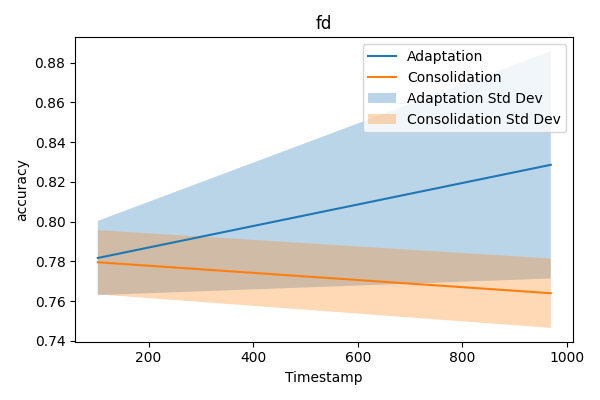 fd
Adaptation
Consolidation
Adaptation Std Dev
Consolidation Std Dev
accuracy
0.88
0.86
0.84
0.82
0.80
0.78
0.76
0.74
200 400 600 800 1000
Timestamp